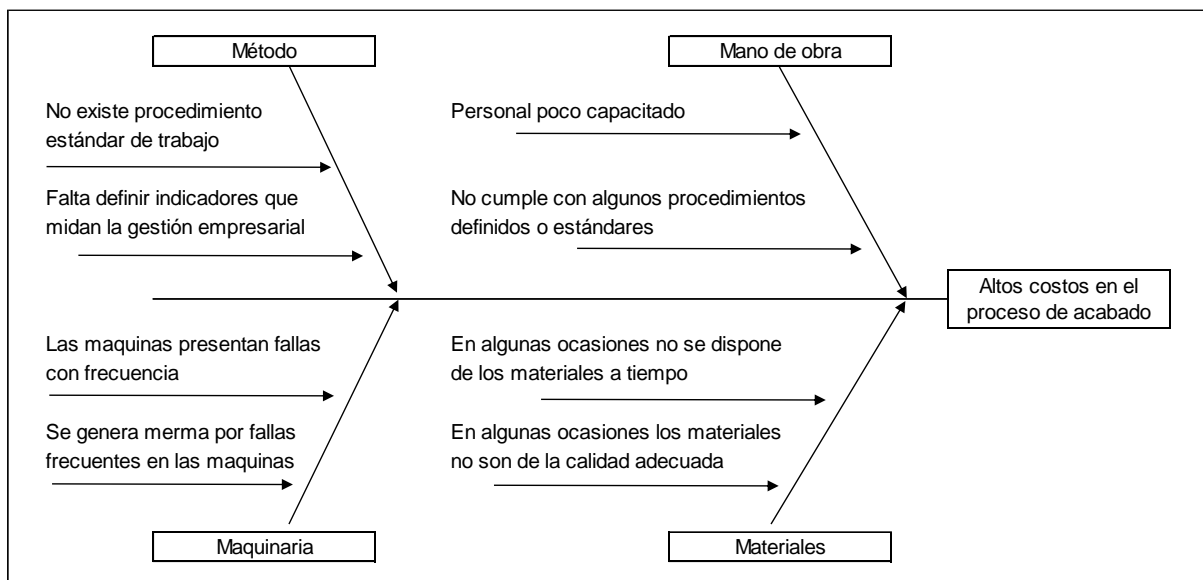 Método
Mano de obra
No existe procedimiento
estándar de trabajo
Personal poco capacitado
Falta definir indicadores que
midan la gestión empresarial
No cumple con algunos procedimientos
definidos o estándares
Altos costos en el
proceso de acabado
Las maquinas presentan fallas
con frecuencia
En algunas ocasiones no se dispone
de los materiales a tiempo
Se genera merma por fallas
frecuentes en las maquinas
En algunas ocasiones los materiales
no son de la calidad adecuada
Maquinaria
Materiales